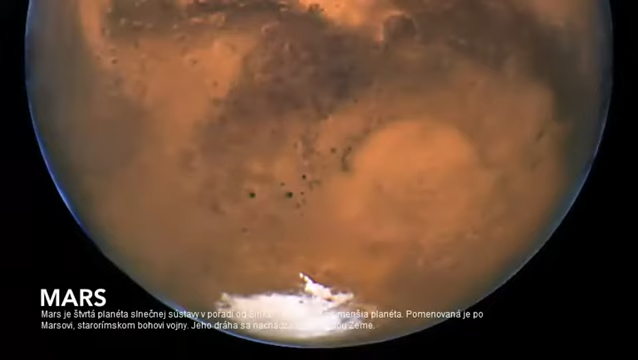 MARS
Mars je štvrtá planéta slnečnej sústavy v poradí od menšia planéta. Pomenovaná je po
Marsovi, starorímskom bohovi vojny. Jeho dráha sa Zeme.